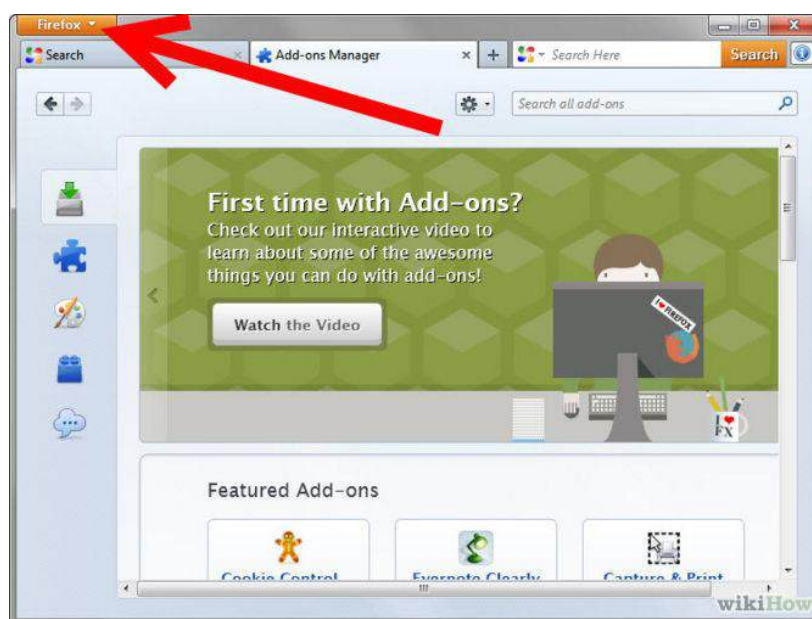 Firefox
Search
Add-ons Manager
Search Here
Search
Search all add-ons
First time with Add-ons?
Check out our interactive video to
learn about some of the awesome
things you can do with add-ons!
Watch the Video
I ♥ FIREFOX
I ♥
FX
Featured Add-ons
Cookie Control
Evernote Clearly
Capture & Print
wikiHow